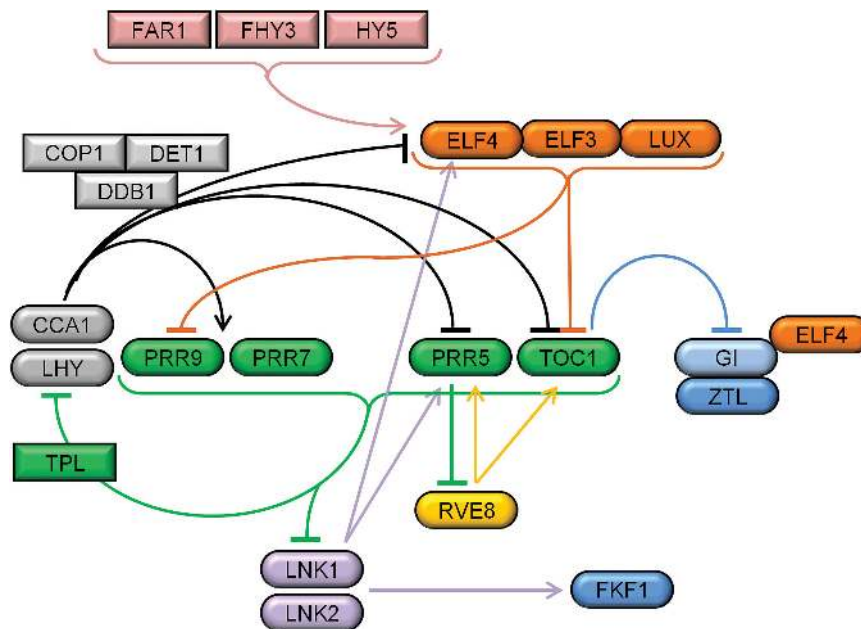 FAR1 FHY3 HY5
ELF4 ELF3 LUX
COP1 DET1
DDB1
CCA1
LHY
PRR9 PRR7 PRR5 TOC1
GI
ELF4
ZTL
TPL
RVE8
LNK1
LNK2
FKF1